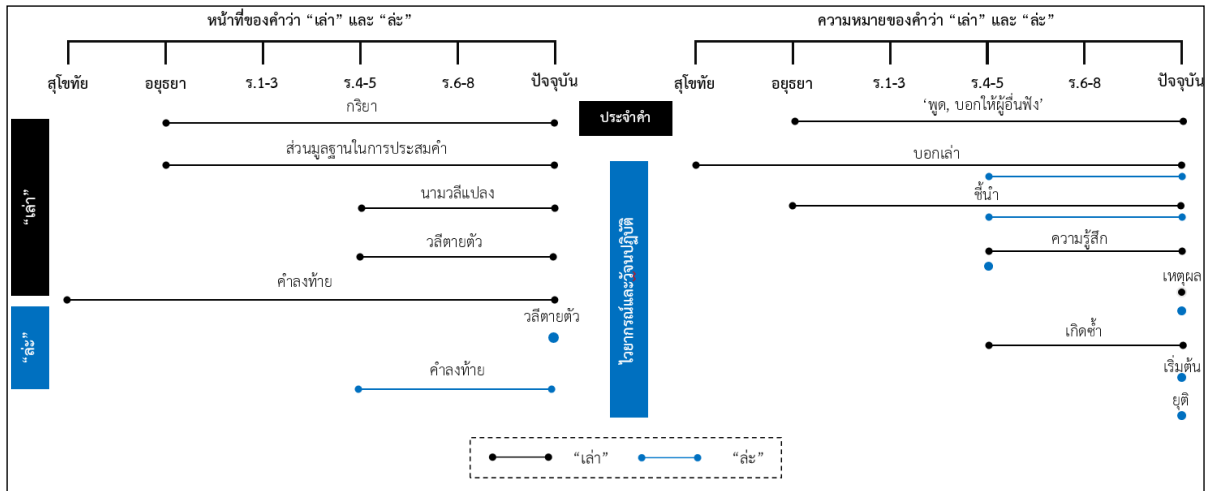 หน้าที่ของคำว่า “เล่า” และ “ล่ะ”
สุโขทัย อยุธยา ร.1-3 ร.4-5 ร.6-8 ปัจจุบัน
“เล่า”
กริยา
ส่วนมูลฐานในการประสมคำ
นามวลีแปลง
วลีตายตัว
คำลงท้าย
“ล่ะ”
วลีตายตัว
คำลงท้าย
ความหมายของคำว่า “เล่า” และ “ล่ะ”
สุโขทัย อยุธยา ร.1-3 ร.4-5 ร.6-8 ปัจจุบัน
ประจำคำ
‘พูด, บอกให้ผู้อื่นฟัง’
ไวยากรณ์และวัจนปฏิบัติ
บอกเล่า
ชี้นำ
ความรู้สึก
เหตุผล
เกิดซ้ำ
เริ่มต้น
ยุติ
“เล่า” “ล่ะ”